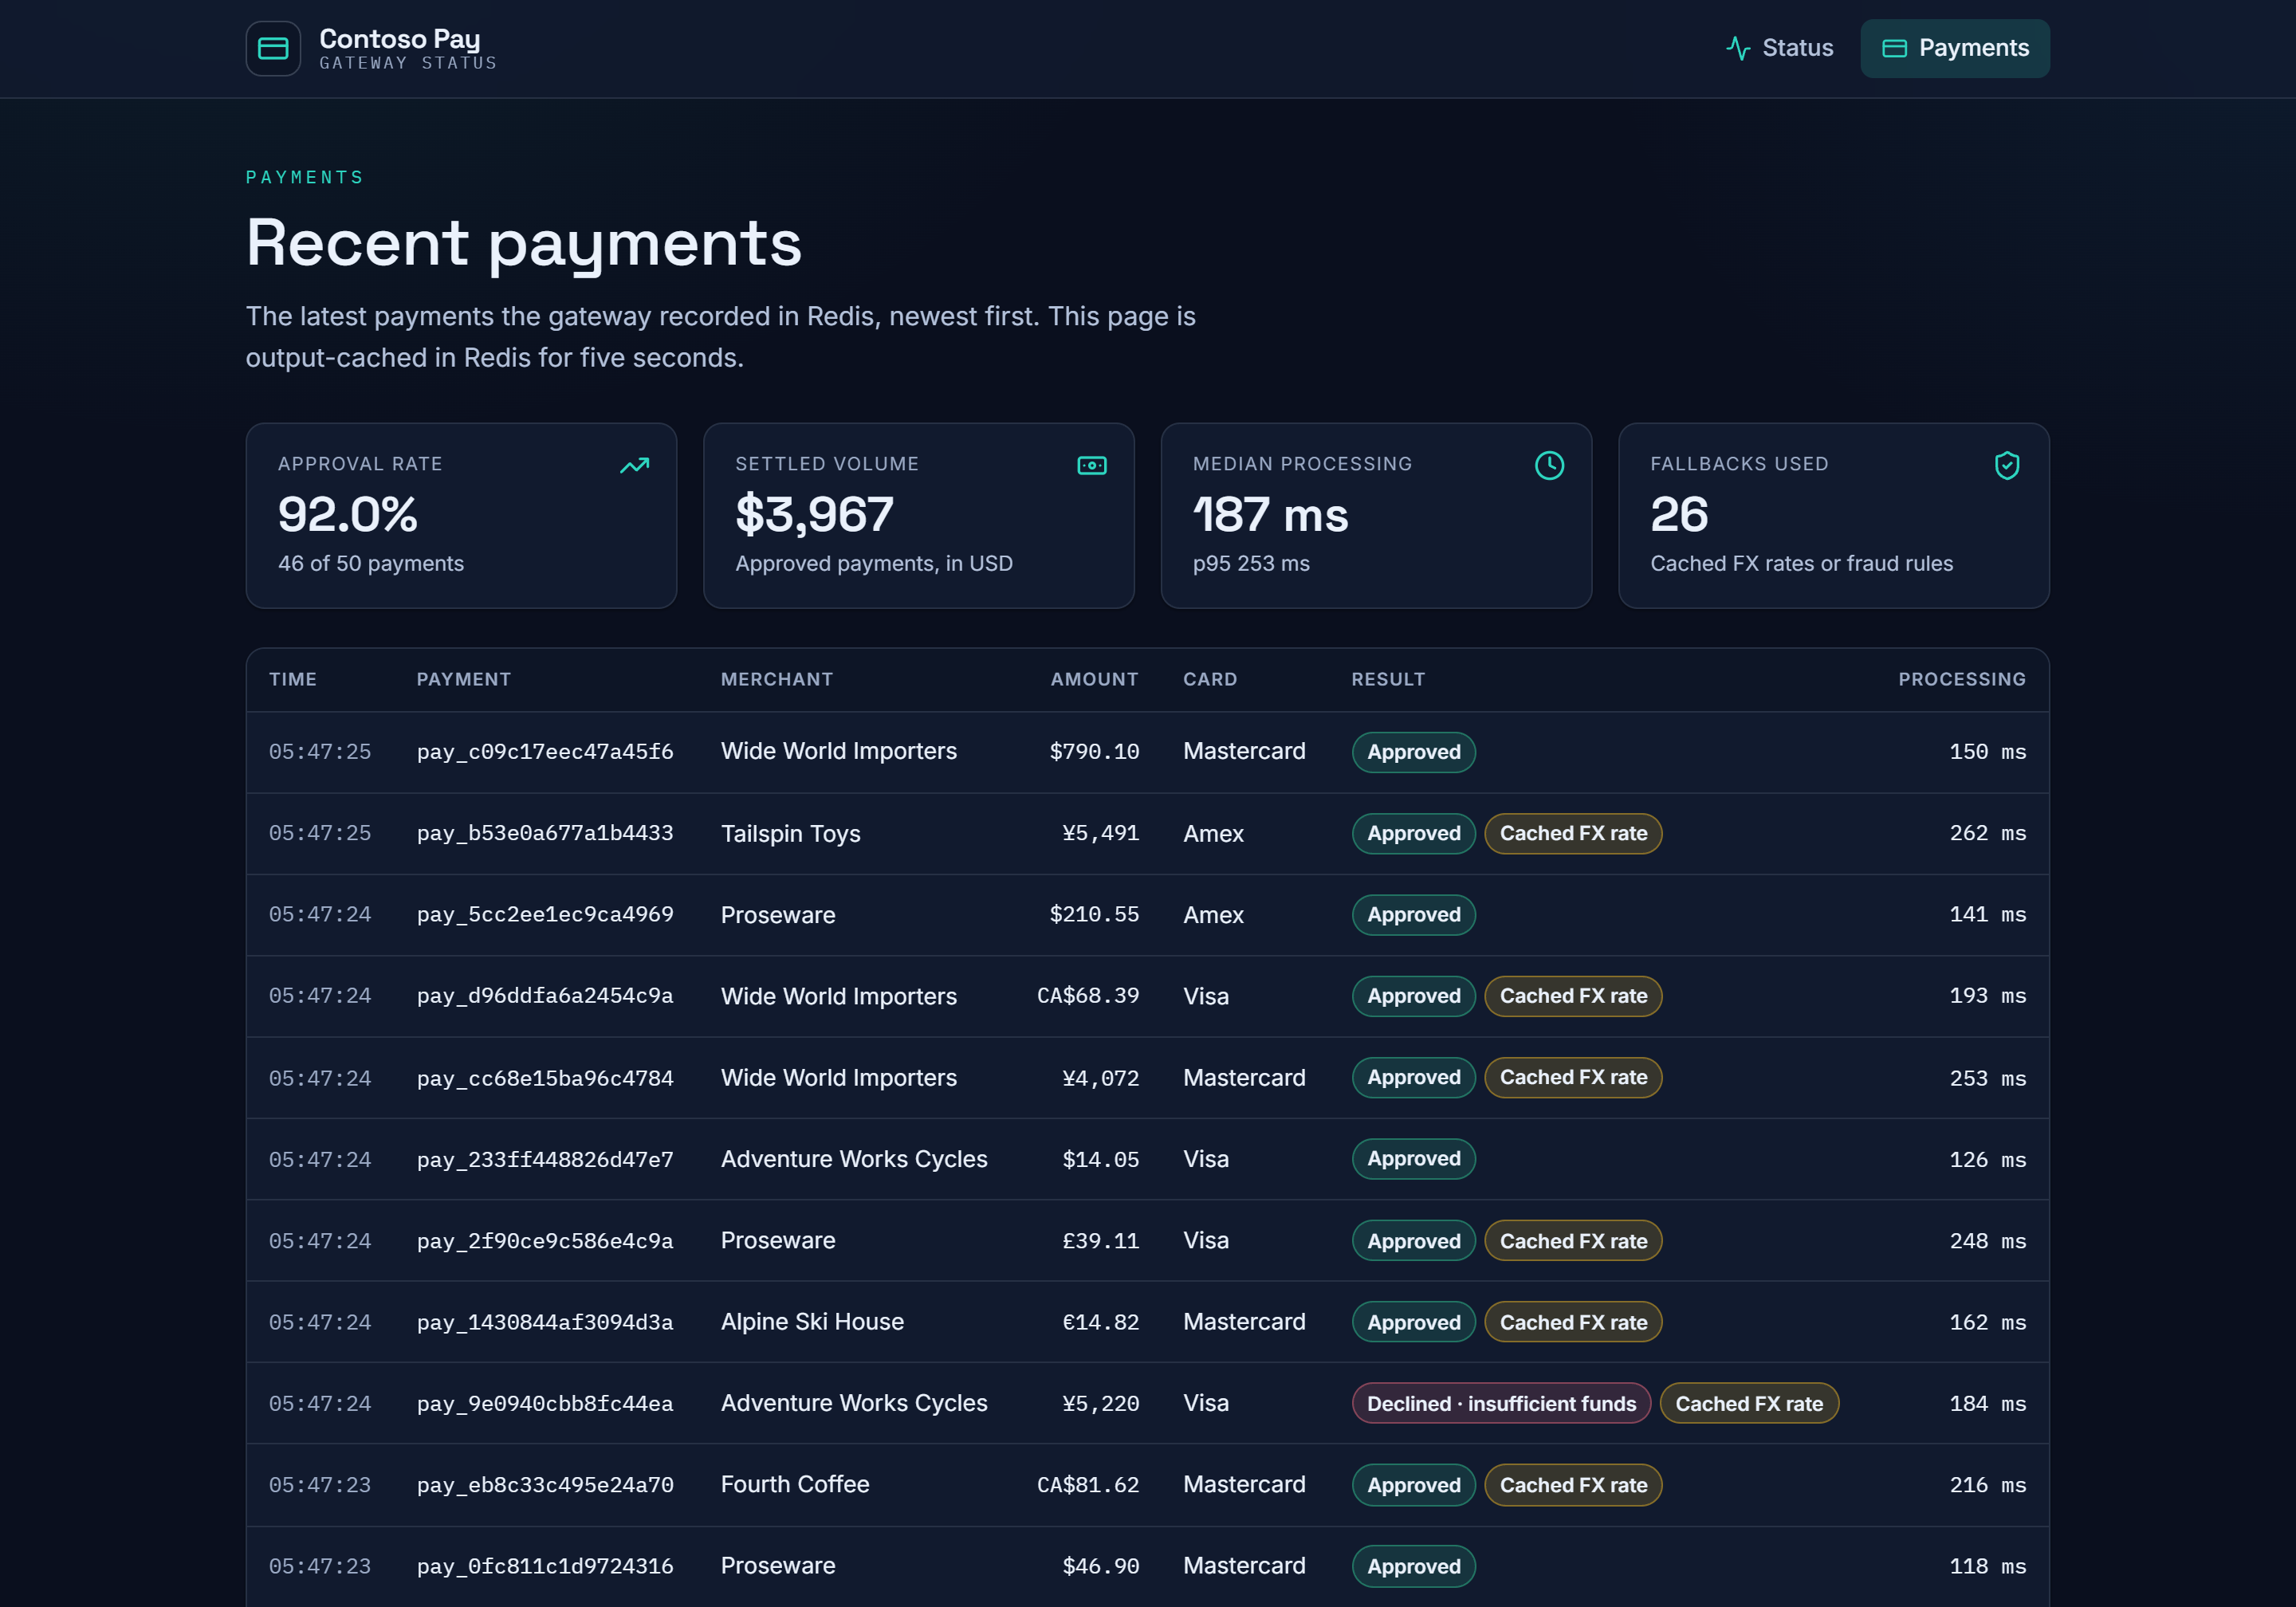 Contoso Pay
GATEWAY STATUS
Status
Payments
PAYMENTS
Recent payments
The latest payments the gateway recorded in Redis, newest first. This page is
output-cached in Redis for five seconds.
APPROVAL RATE
92.0%
46 of 50 payments
SETTLED VOLUME
$3,967
Approved payments, in USD
MEDIAN PROCESSING
187 ms
p95 253 ms
FALLBACKS USED
26
Cached FX rates or fraud rules
TIME PAYMENT MERCHANT AMOUNT CARD RESULT PROCESSING
05:47:25 pay_c09c17eec47a45f6 Wide World Importers $790.10 Mastercard Approved 150 ms
05:47:25 pay_b53e0a677a1b4433 Tailspin Toys ¥5,491 Amex Approved Cached FX rate 262 ms
05:47:24 pay_5cc2ee1ec9ca4969 Proseware $210.55 Amex Approved 141 ms
05:47:24 pay_d96ddfa6a2454c9a Wide World Importers CA$68.39 Visa Approved Cached FX rate 193 ms
05:47:24 pay_cc68e15ba96c4784 Wide World Importers ¥4,072 Mastercard Approved Cached FX rate 253 ms
05:47:24 pay_233ff448826d47e7 Adventure Works Cycles $14.05 Visa Approved 126 ms
05:47:24 pay_2f90ce9c586e4c9a Proseware £39.11 Visa Approved Cached FX rate 248 ms
05:47:24 pay_1430844af3094d3a Alpine Ski House €14.82 Mastercard Approved Cached FX rate 162 ms
05:47:24 pay_9e0940cbb8fc44ea Adventure Works Cycles ¥5,220 Visa Declined · insufficient funds Cached FX rate 184 ms
05:47:23 pay_eb8c33c495e24a70 Fourth Coffee CA$81.62 Mastercard Approved Cached FX rate 216 ms
05:47:23 pay_0fc811c1d9724316 Proseware $46.90 Mastercard Approved 118 ms